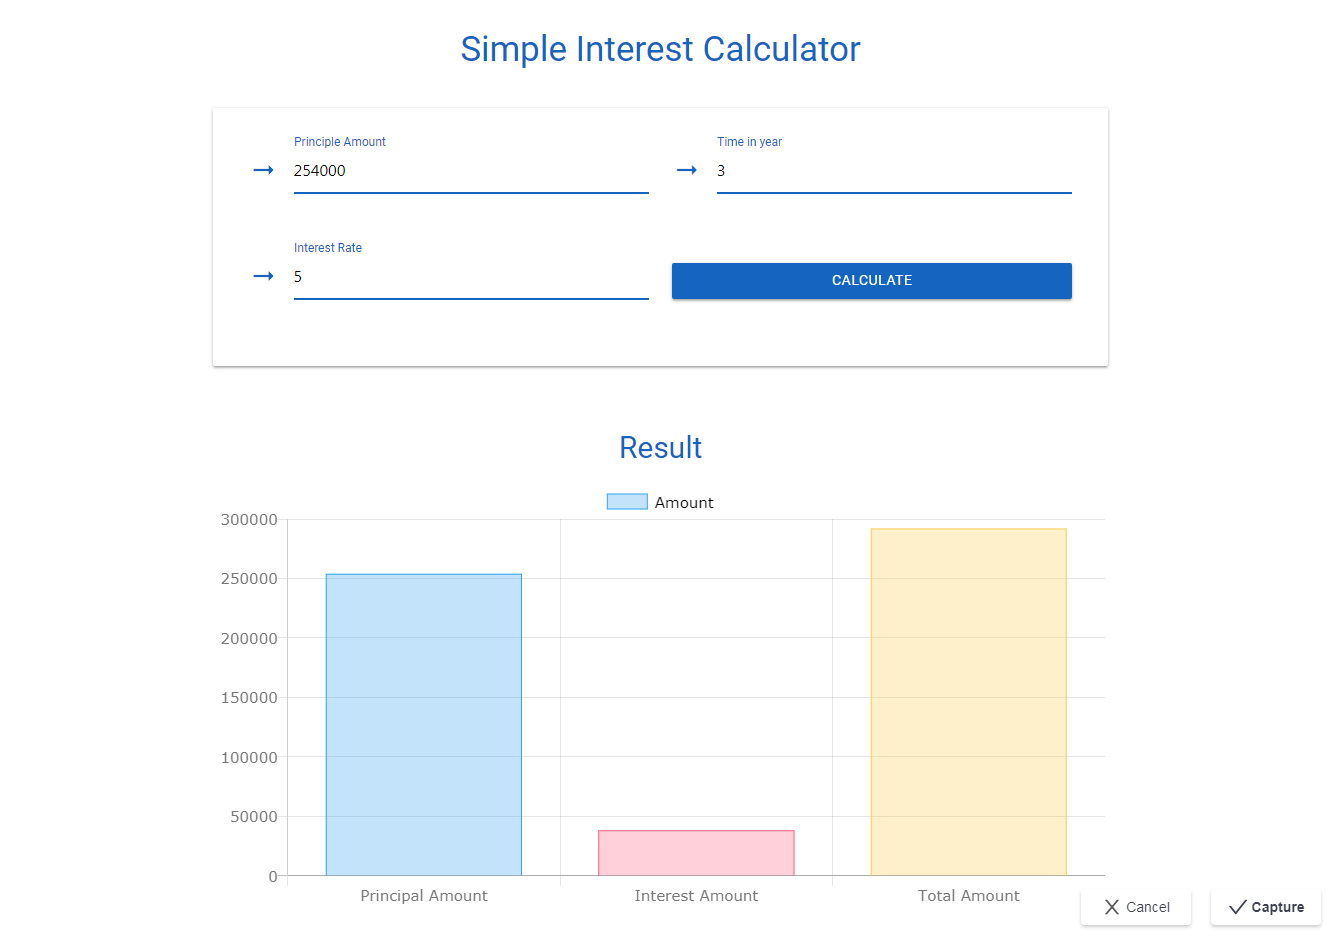 Simple Interest Calculator
Principle Amount
254000
Time in year
3
Interest Rate
5
CALCULATE
Result
Amount
300000
250000
200000
150000
100000
50000
0
Principal Amount
Interest Amount
Total Amount
Cancel
Capture